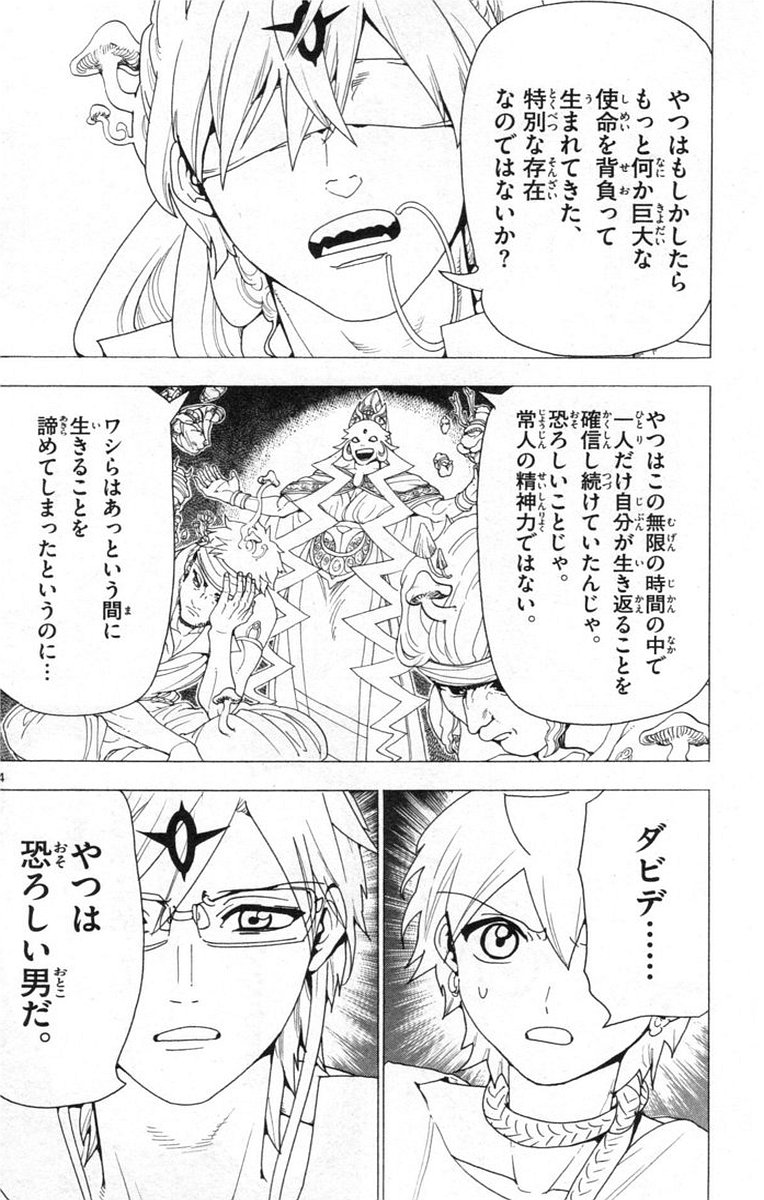 やつはもしかしたら
もっと何か巨大な
使命を背負って
生まれてきた、
特別な存在
なのではないか？
やつはこの無限の時間の中で
一人だけ自分が生き返ることを
確信し続けていたんじゃ。
恐ろしいことじゃ。
常人の精神力ではない。
ワシらはあっという間に
生きることを
諦めてしまったというのに…
4
ダビデ……
やつは
恐ろしい男だ。